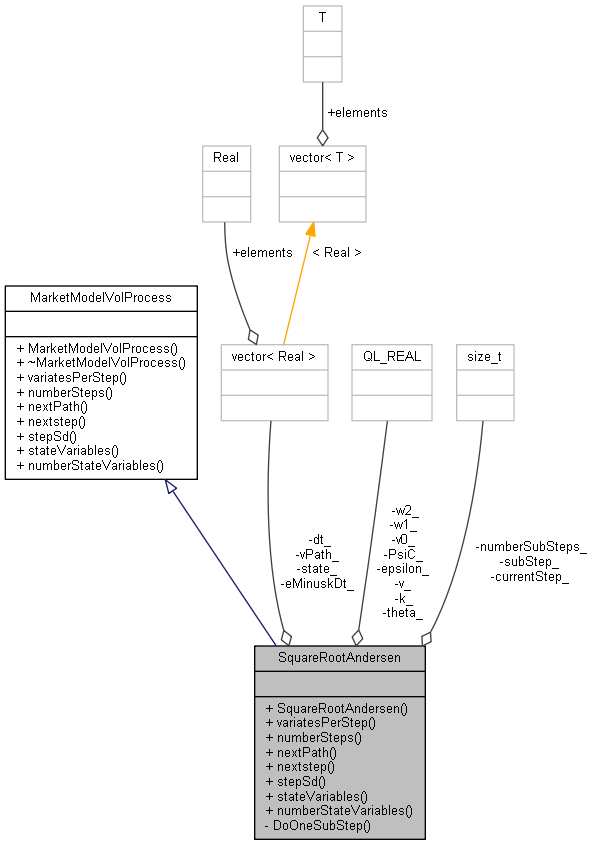 T
+elements
Real
vector< T >
+elements
< Real >
MarketModelVolProcess
+ MarketModelVolProcess()
+ ~MarketModelVolProcess()
+ variatesPerStep()
+ numberSteps()
+ nextPath()
+ nextstep()
+ stepSd()
+ stateVariables()
+ numberStateVariables()
vector< Real >
QL_REAL
size_t
-dt_
-vPath_
-state_
-eMinuskDt_
-w2_
-w1_
-v0_
-PsiC_
-epsilon_
-v_
-k_
-theta_
-numberSubSteps_
-subStep_
-currentStep_
SquareRootAndersen
+ SquareRootAndersen()
+ variatesPerStep()
+ numberSteps()
+ nextPath()
+ nextstep()
+ stepSd()
+ stateVariables()
+ numberStateVariables()
- DoOneSubStep()